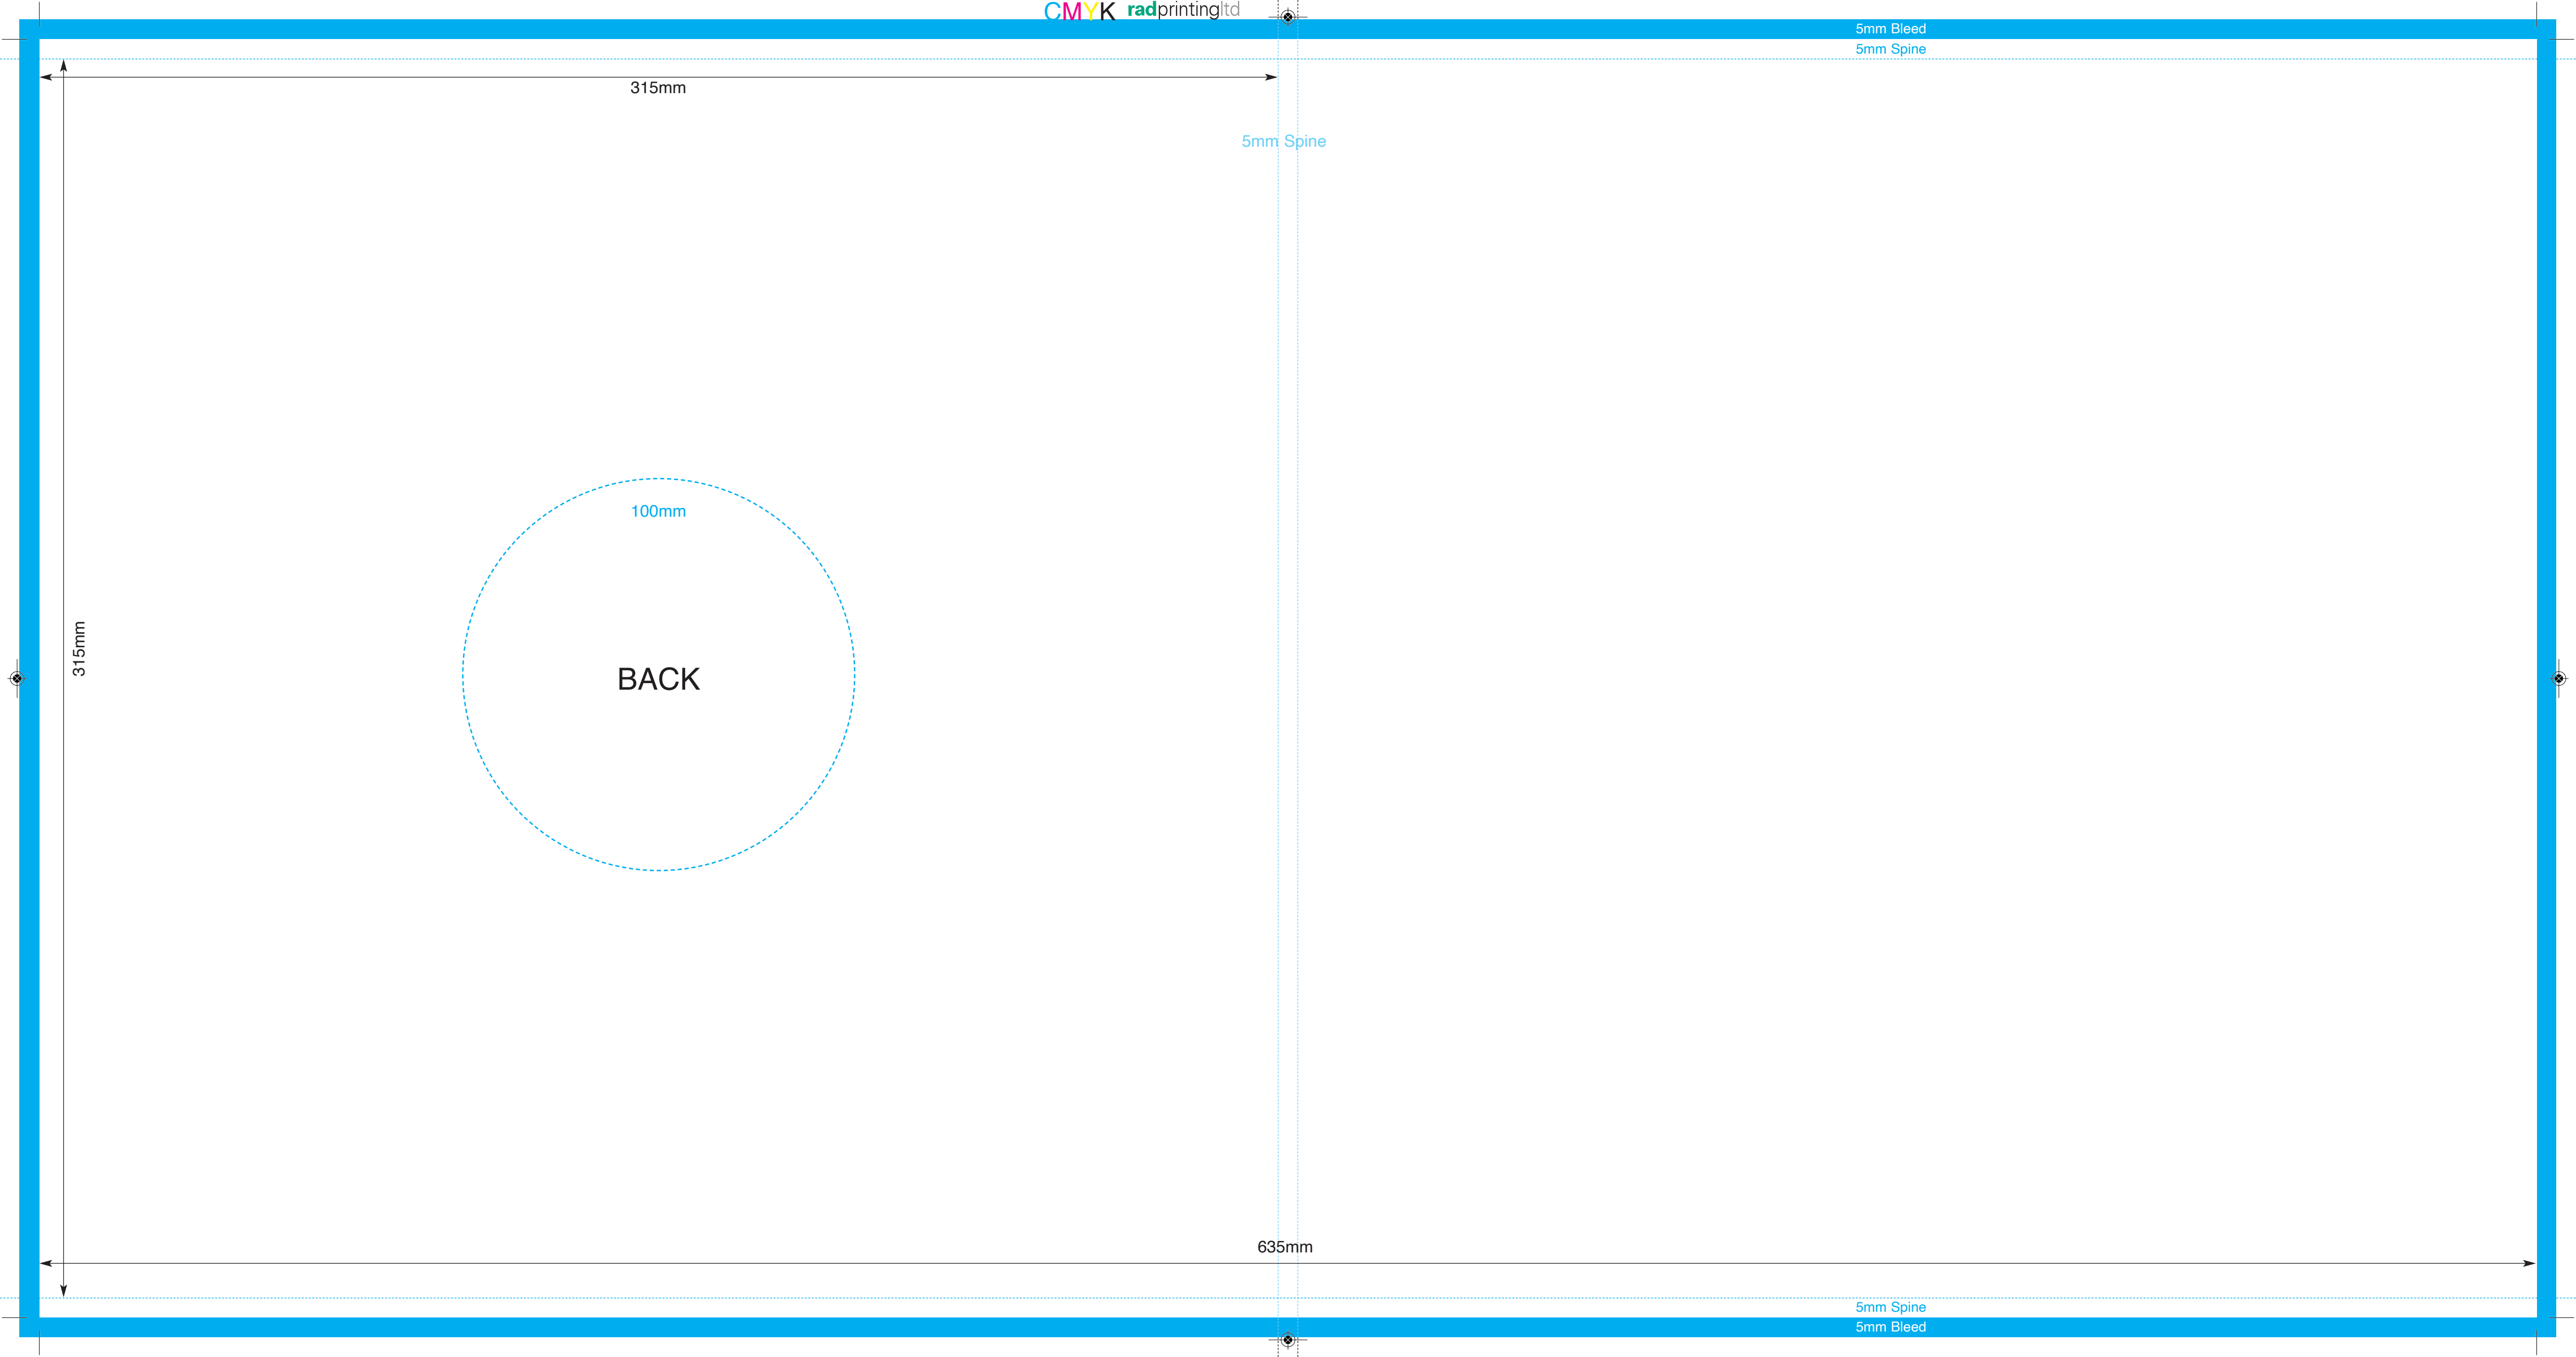 CMYK radprintingltd
5mm Bleed
5mm Spine
315mm
5mm Spine
100mm
315mm
BACK
635mm
5mm Spine
5mm Bleed